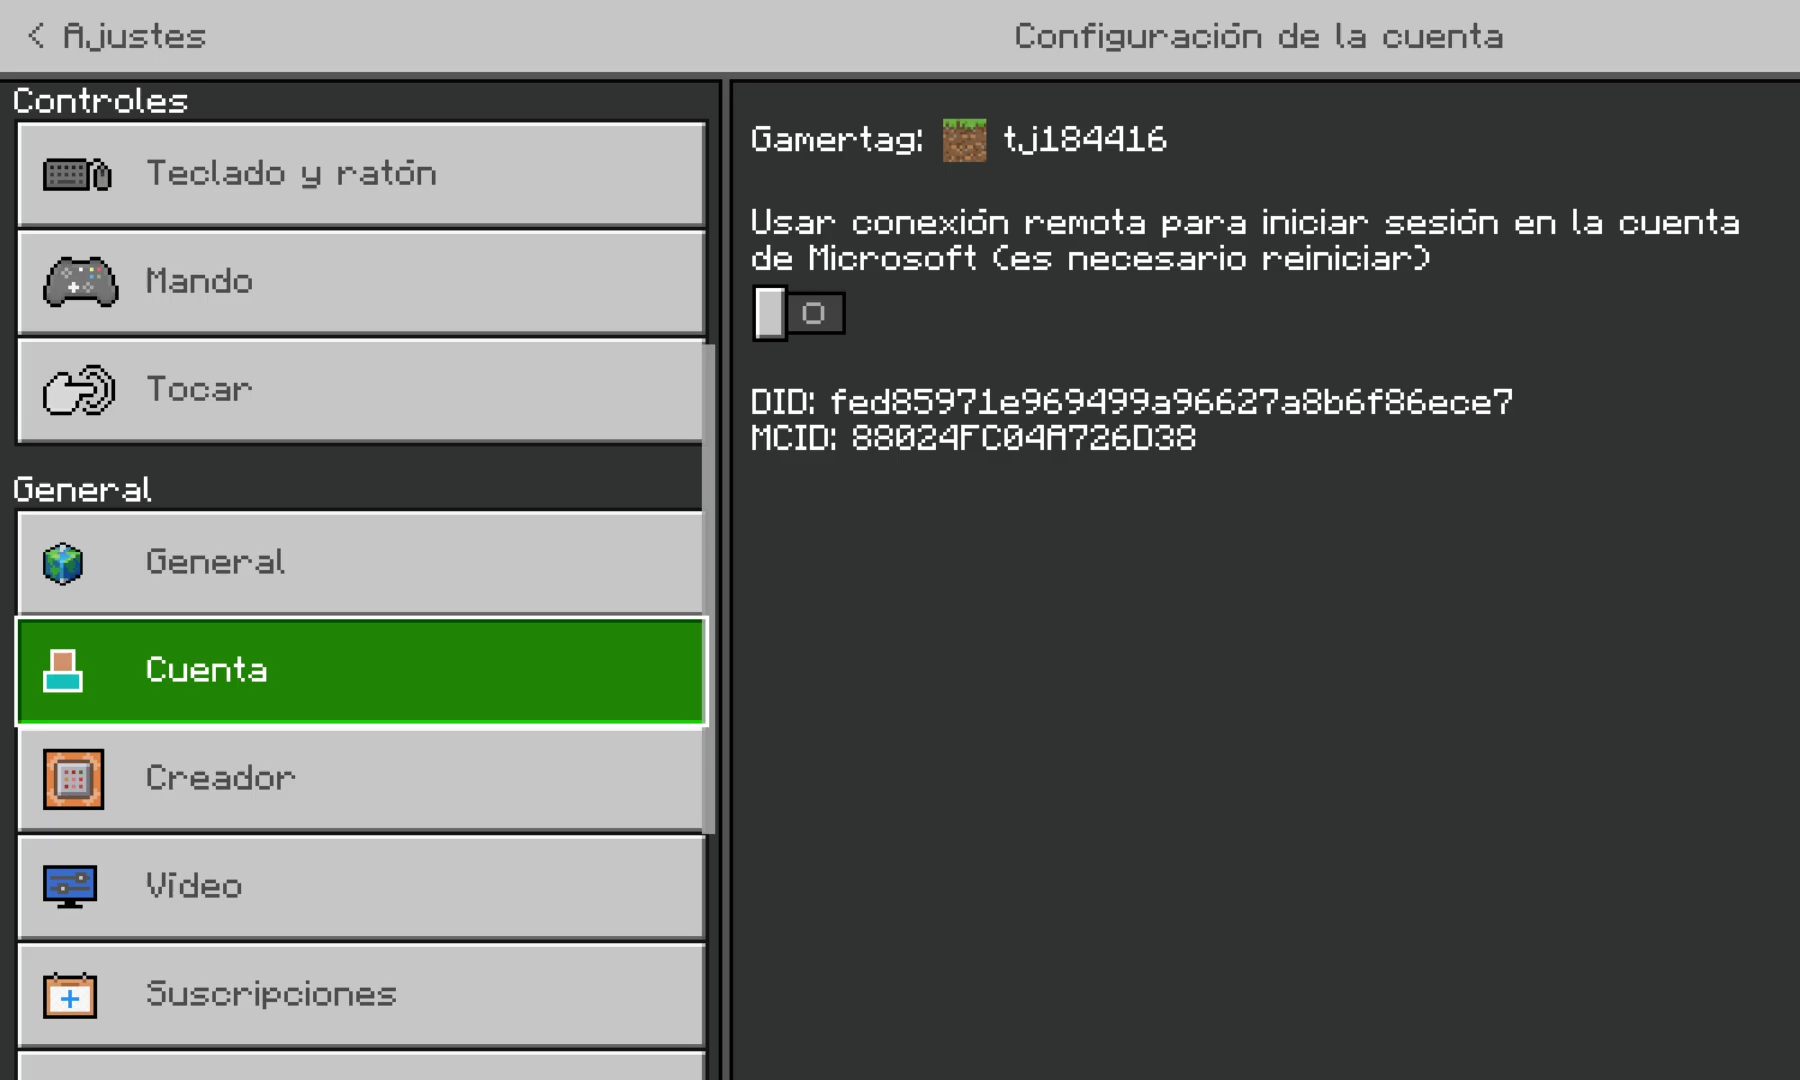 Ajustes
Configuración de la cuenta
Controles
Teclado y ratón
Mando
Tocar
General
General
Cuenta
Creador
Vídeo
Suscripciones
Gamertag: tj184416
Usar conexión remota para iniciar sesión en la cuenta
de Microsoft (es necesario reiniciar)
DID: fed85971e969499a96627a8b6f86ece7
MCID: 88024FC04A726D38